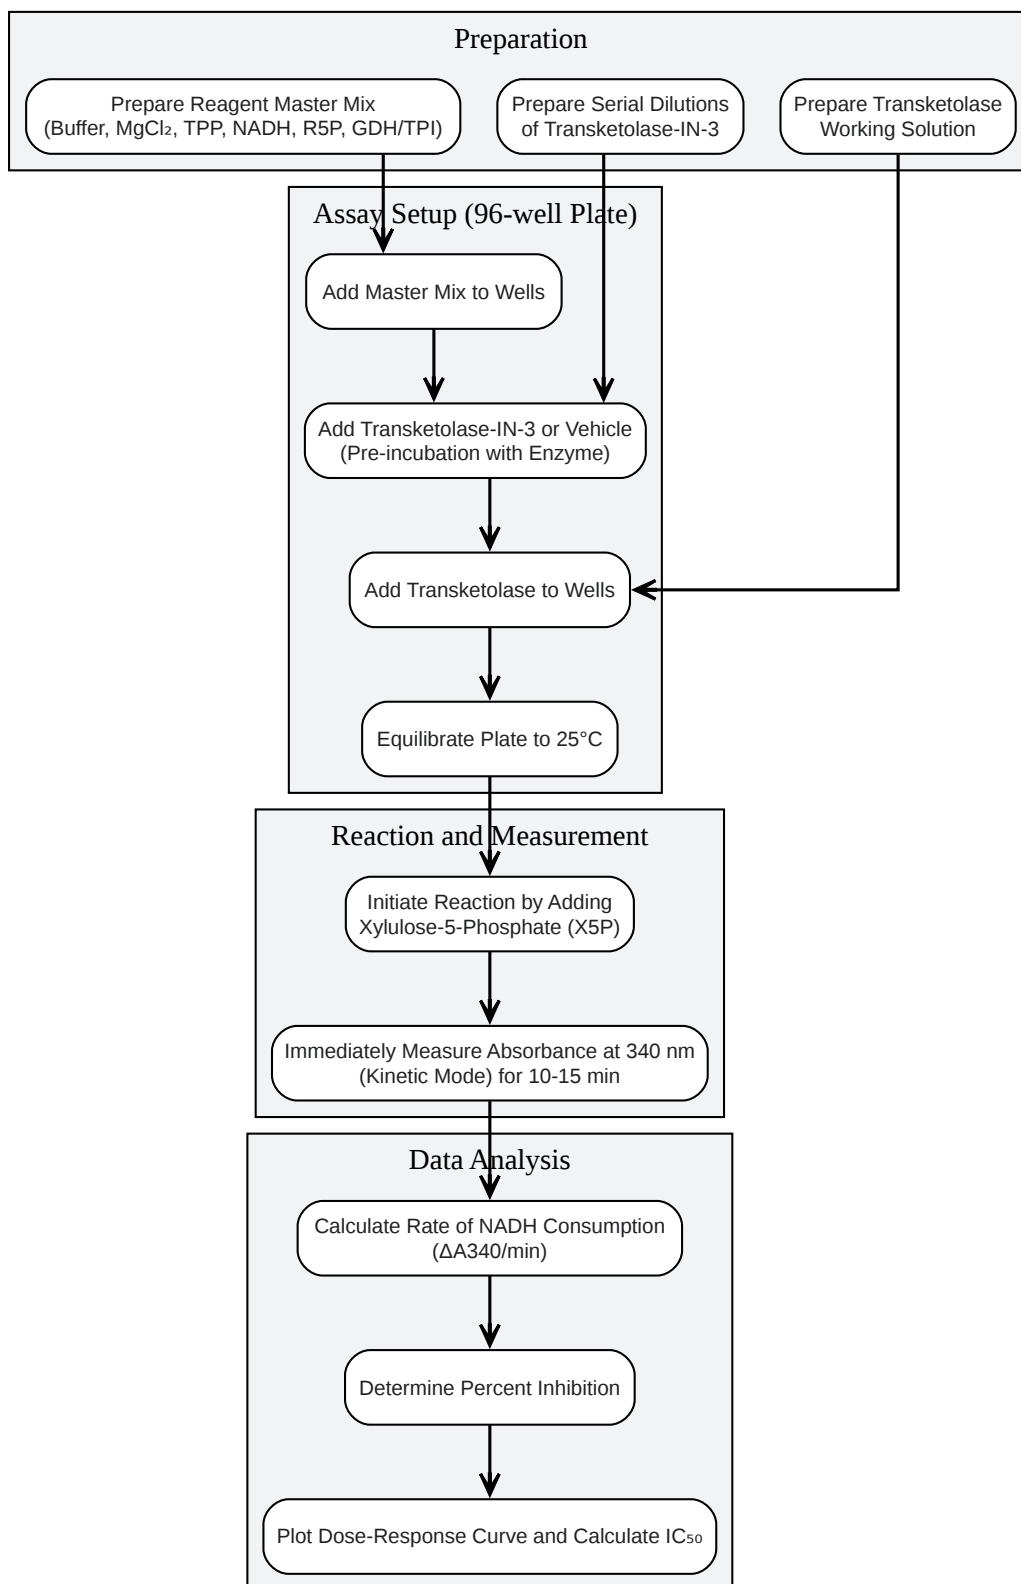 Preparation
Prepare Reagent Master Mix
(Buffer, MgCl₂, TPP, NADH, R5P, GDH/TPI)
Prepare Serial Dilutions
of Transketolase-IN-3
Prepare Transketolase
Working Solution
Assay Setup (96-well Plate)
Add Master Mix to Wells
Add Transketolase-IN-3 or Vehicle
(Pre-incubation with Enzyme)
Add Transketolase to Wells
Equilibrate Plate to 25°C
Reaction and Measurement
Initiate Reaction by Adding
Xylulose-5-Phosphate (X5P)
Immediately Measure Absorbance at 340 nm
(Kinetic Mode) for 10-15 min
Data Analysis
Calculate Rate of NADH Consumption
(ΔA340/min)
Determine Percent Inhibition
Plot Dose-Response Curve and Calculate IC₅₀